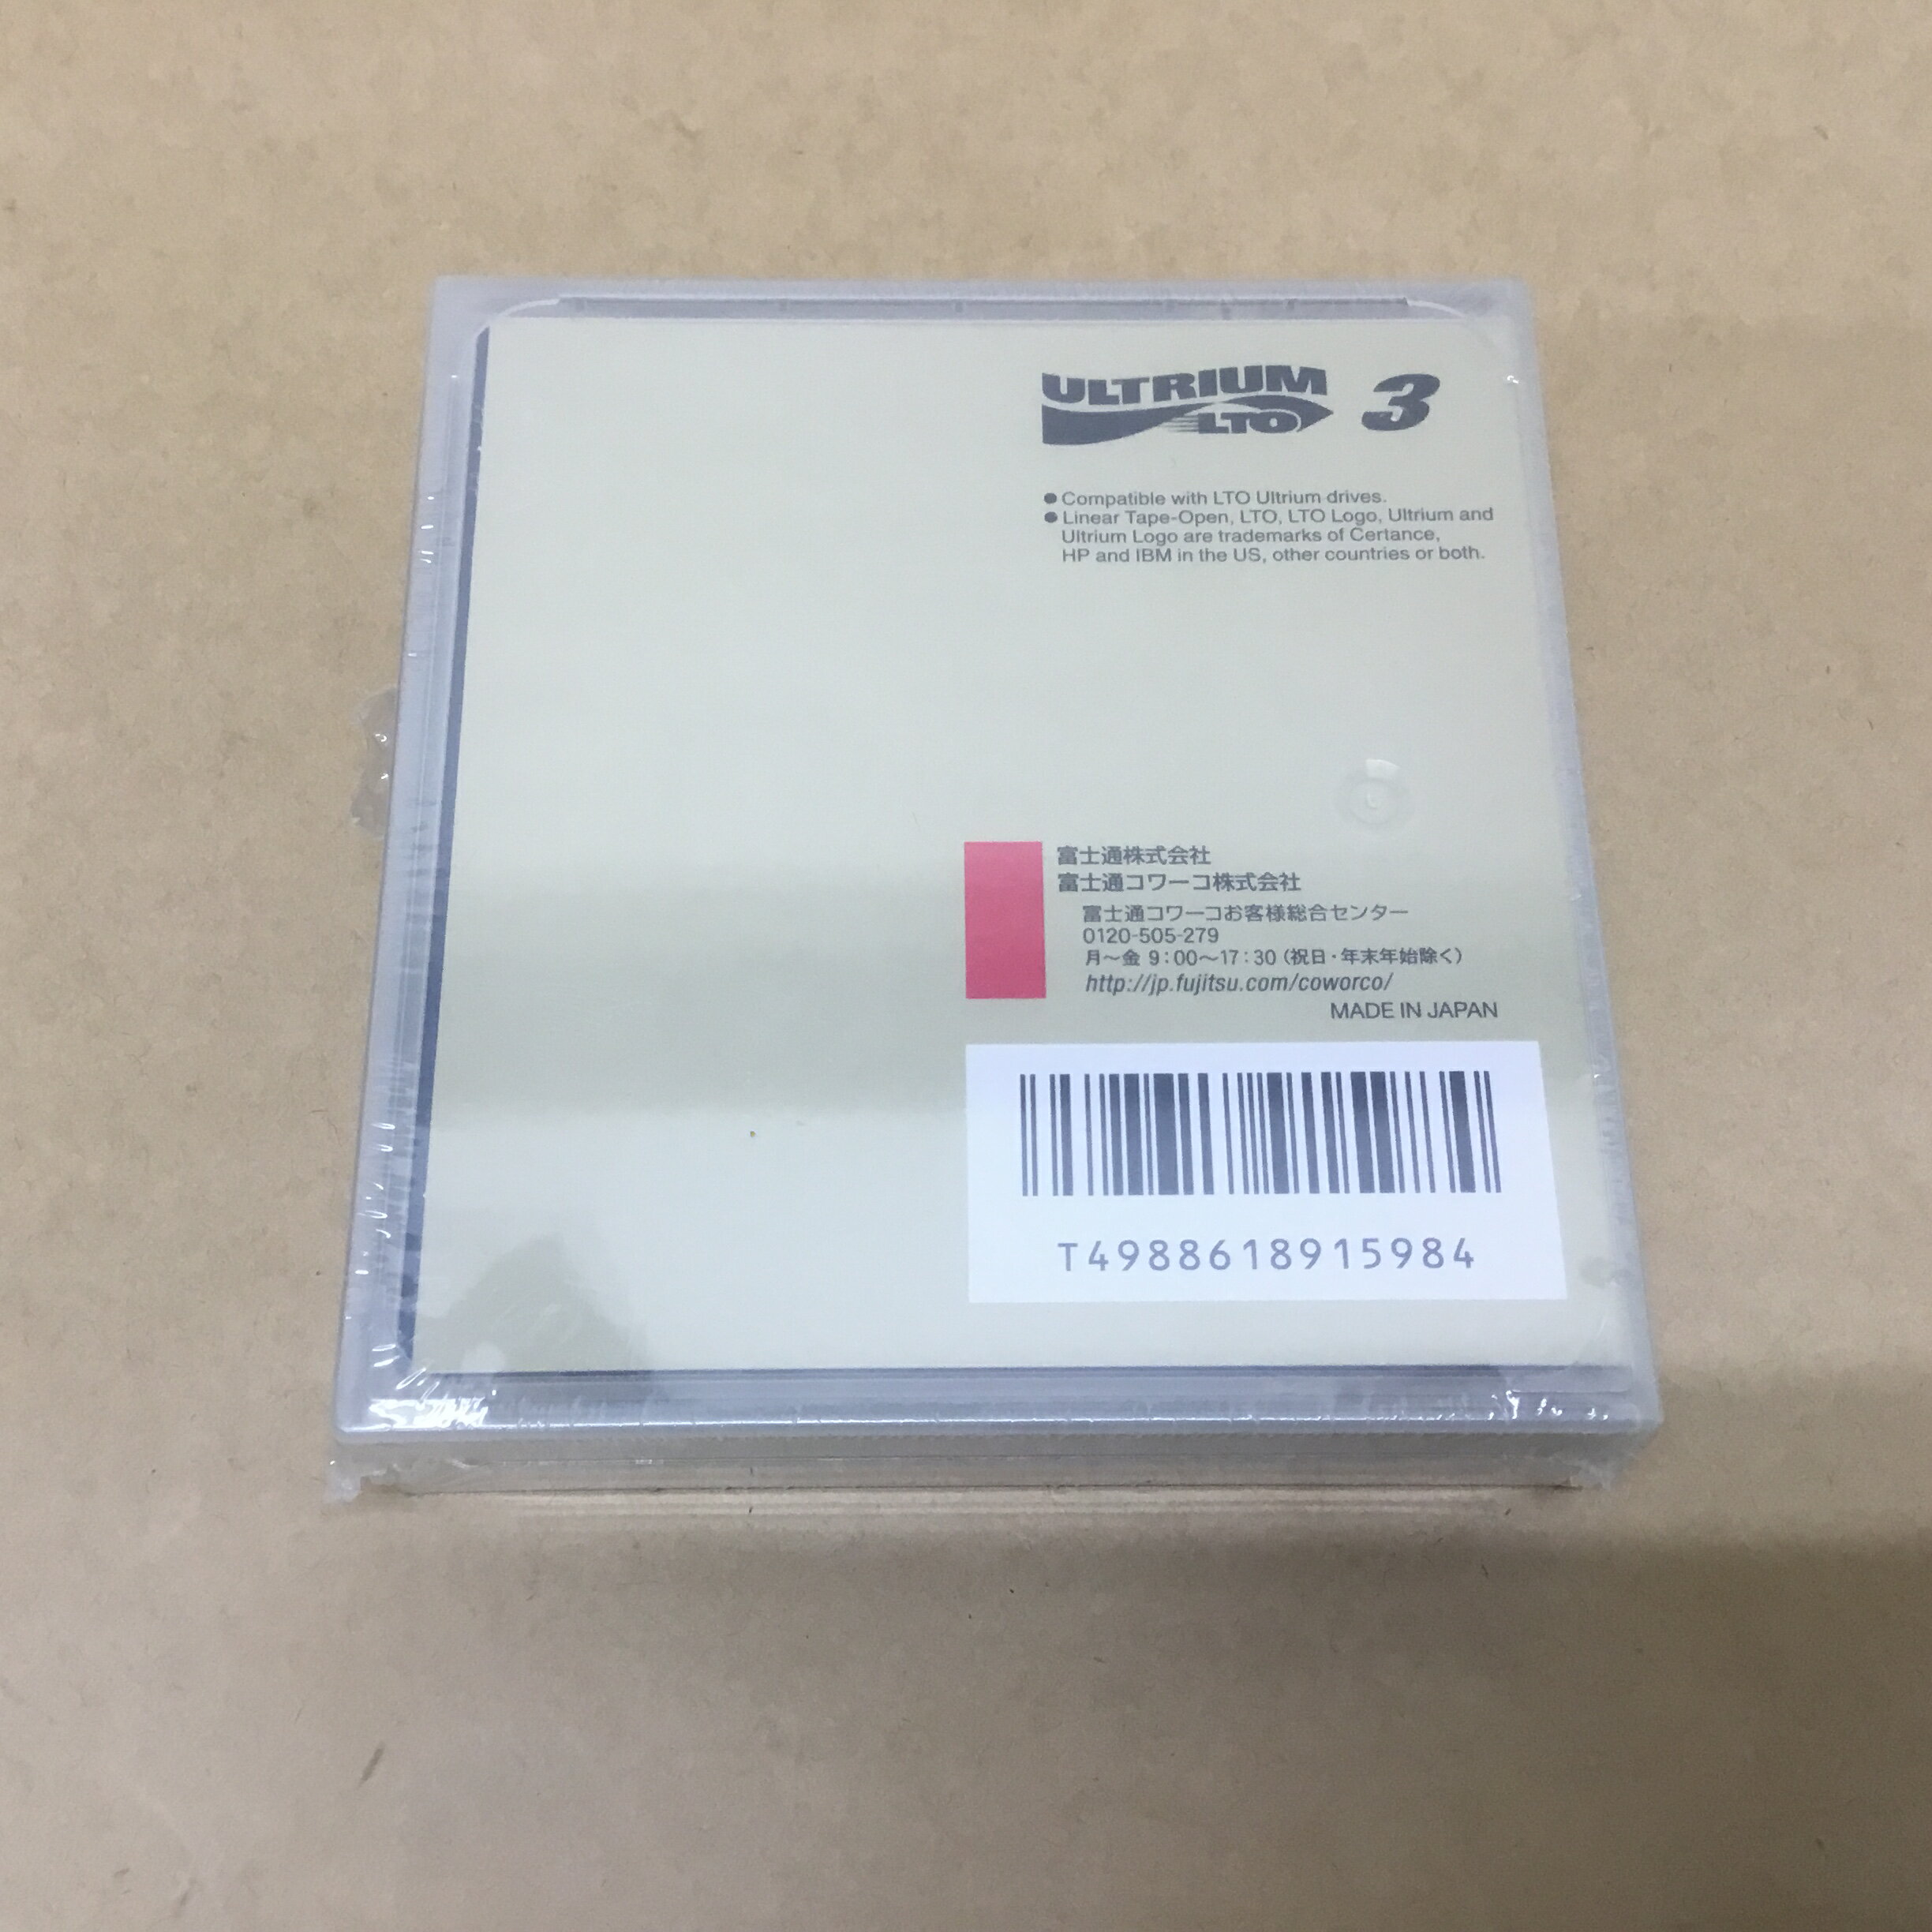 ULTRIUM 3
LTO
● Compatible with LTO Ultrium drives.
● Linear Tape-Open, LTO, LTO Logo, Ultrium and
Ultrium Logo are trademarks of Certance,
HP and IBM in the US, other countries or both.
富士通株式会社
富士通コワーコ株式会社
富士通コワーコお客様総合センター
0120-505-279
月〜金 9:00〜17:30 (祝日・年末年始除く)
http://jp.fujitsu.com/coworco/
MADE IN JAPAN
T4988618915984